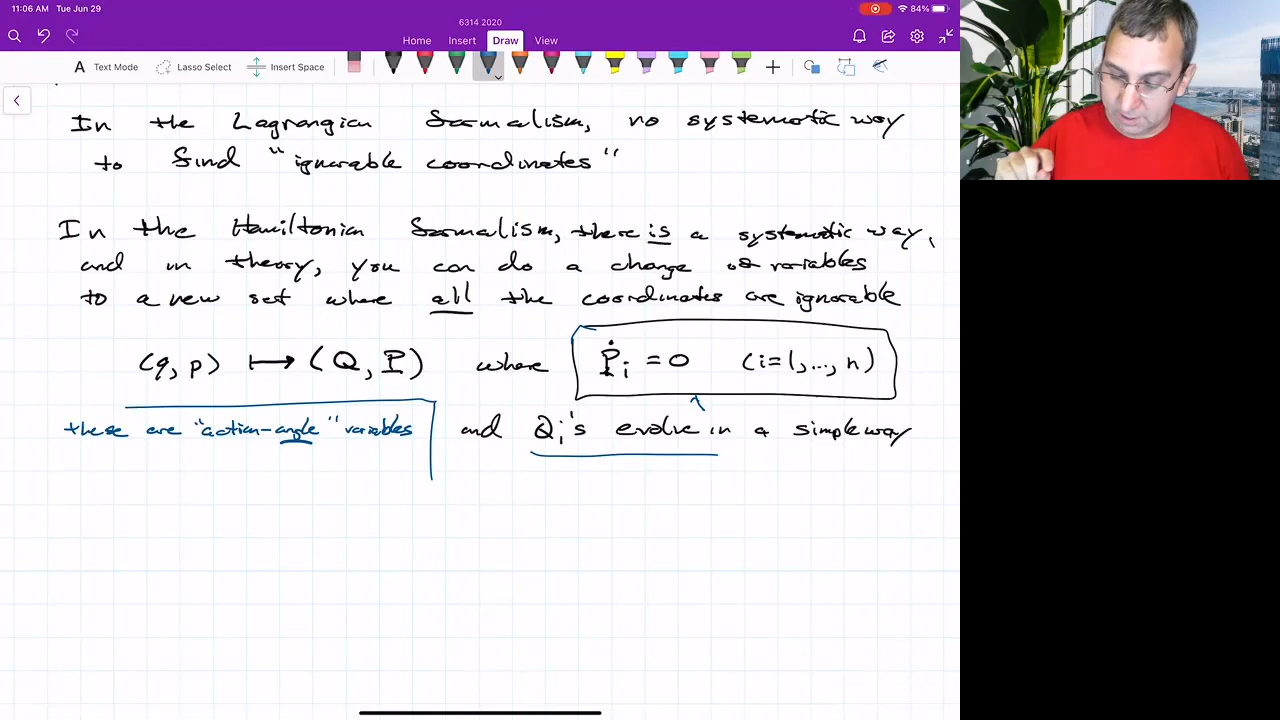 11:06 AM Tue Jun 29
84%
6314 2020
Home Insert Draw View
Text Mode Lasso Select Insert Space
In the Lagrangian formalism, no systematic way
to find "ignorable coordinates"
In the Hamiltonian formalism, there is a systematic way,
and in theory, you can do a change of variables
to a new set where all the coordinates are ignorable
(q, p) ↦ (Q, P) where Ṗᵢ = 0 (i=1, ..., n)
these are "action-angle" variables and Qᵢ's evolve in a simple way